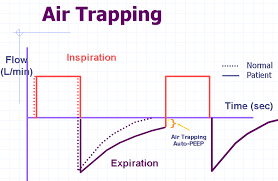 Air Trapping
Flow
(L/min)
Inspiration
Normal
Patient
Time (sec)
Air Trapping
Auto-PEEP
Expiration